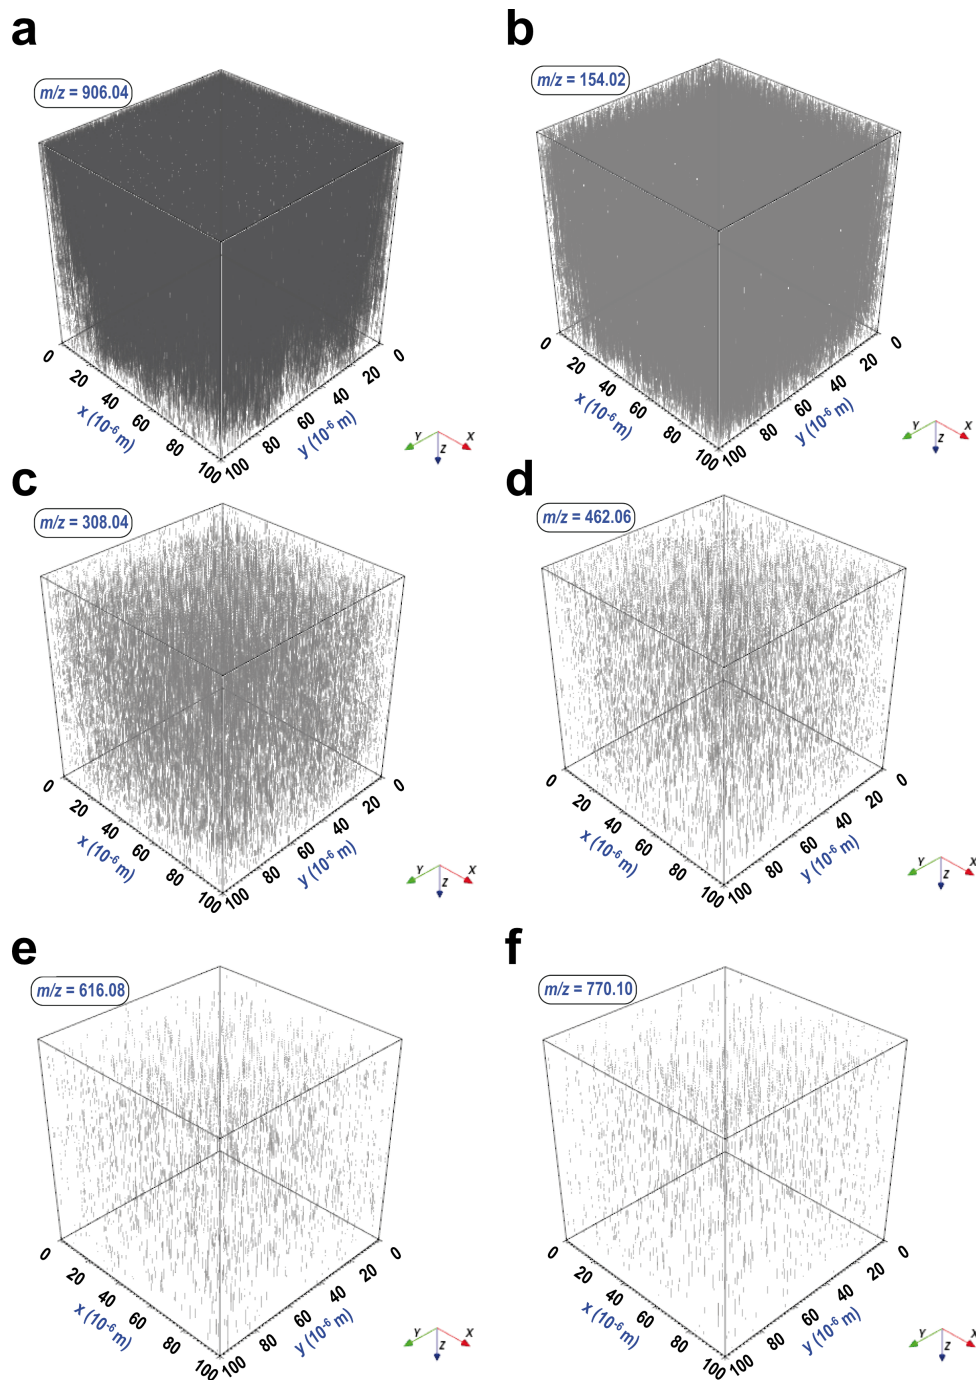 a
m/z = 906.04
0
20
40
60
80
100
x (10⁻⁶ m)
100
80
60
40
20
0
y (10⁻⁶ m)
Y
X
Z
b
m/z = 154.02
0
20
40
60
80
100
x (10⁻⁶ m)
100
80
60
40
20
0
y (10⁻⁶ m)
Y
X
Z
c
m/z = 308.04
0
20
40
60
80
100
x (10⁻⁶ m)
100
80
60
40
20
0
y (10⁻⁶ m)
Y
X
Z
d
m/z = 462.06
0
20
40
60
80
100
x (10⁻⁶ m)
100
80
60
40
20
0
y (10⁻⁶ m)
Y
X
Z
e
m/z = 616.08
0
20
40
60
80
100
x (10⁻⁶ m)
100
80
60
40
20
0
y (10⁻⁶ m)
Y
X
Z
f
m/z = 770.10
0
20
40
60
80
100
x (10⁻⁶ m)
100
80
60
40
20
0
y (10⁻⁶ m)
Y
X
Z